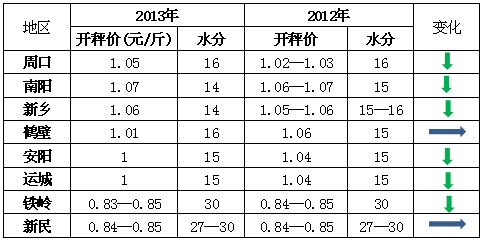 地区 2013年 2012年 变化
开秤价(元/斤) 水分 开秤价 水分
周口 1.05 16 1.02—1.03 16
南阳 1.07 14 1.06—1.07 15
新乡 1.06 14 1.05—1.06 15—16
鹤壁 1.01 16 1.06 15
安阳 1 15 1.04 15
运城 1 15 1.04 15
铁岭 0.83—0.85 30 0.84—0.85 30
新民 0.84—0.85 27—30 0.84—0.85 27—30